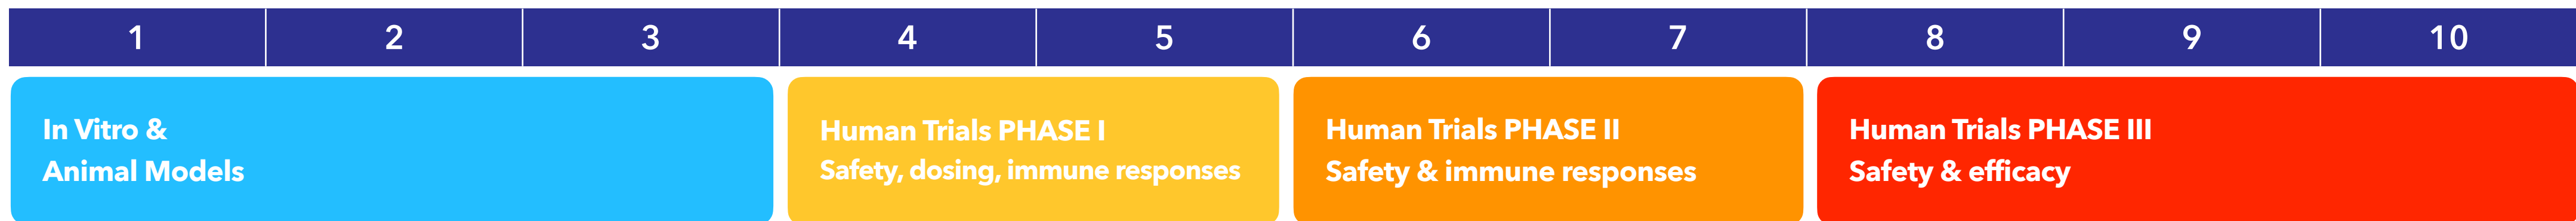 1 2 3 4 5 6 7 8 9 10
In Vitro &
Animal Models
Human Trials PHASE I
Safety, dosing, immune responses
Human Trials PHASE II
Safety & immune responses
Human Trials PHASE III
Safety & efficacy